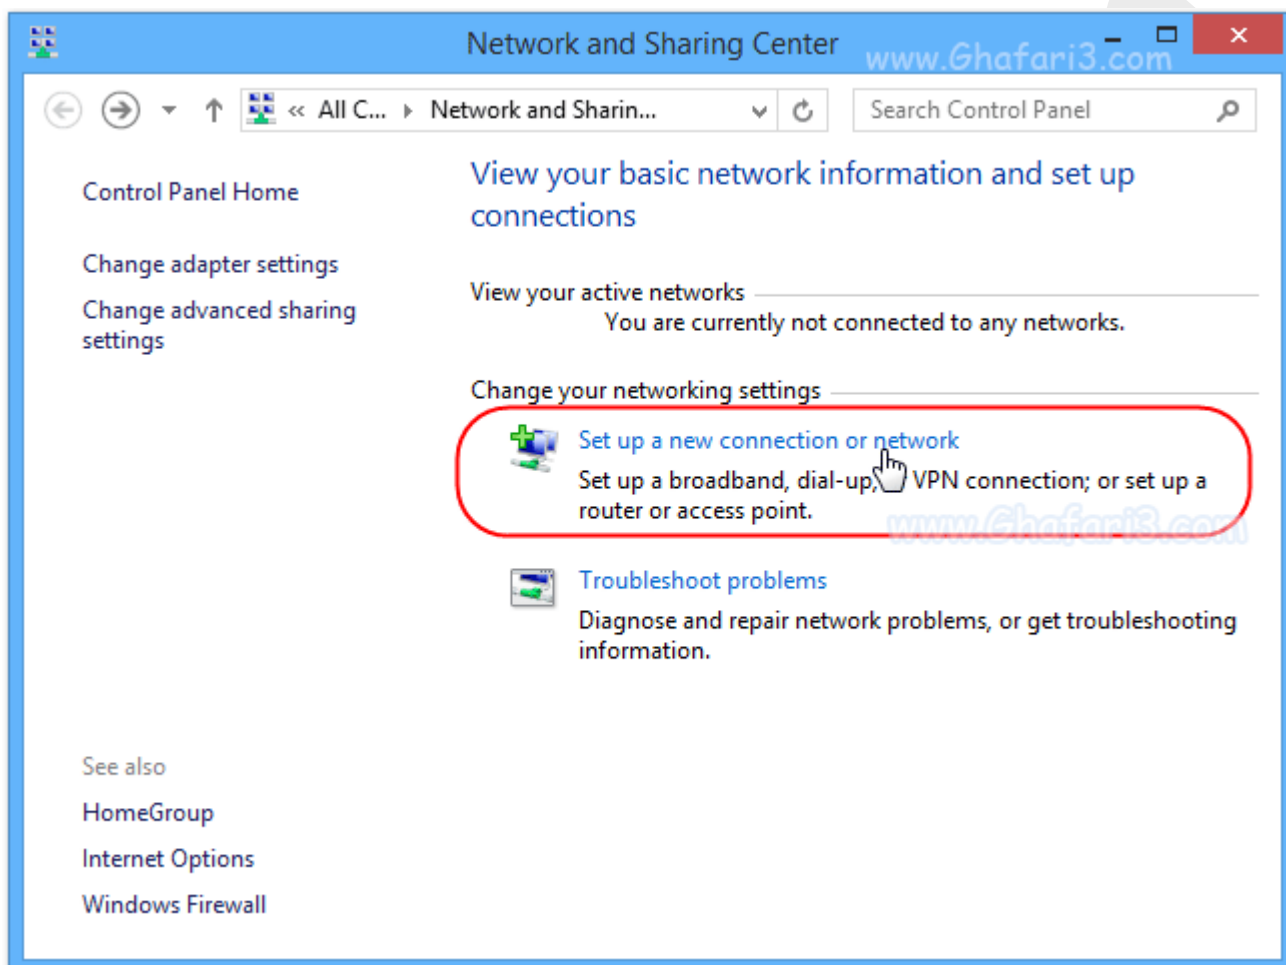 Network and Sharing Center
www.Ghafari3.com
« All C... Network and Sharin...
Search Control Panel
Control Panel Home
Change adapter settings
Change advanced sharing
settings
View your basic network information and set up
connections
View your active networks
You are currently not connected to any networks.
Change your networking settings
Set up a new connection or network
Set up a broadband, dial-up, VPN connection; or set up a
router or access point.
www.Ghafari3.com
Troubleshoot problems
Diagnose and repair network problems, or get troubleshooting
information.
See also
HomeGroup
Internet Options
Windows Firewall